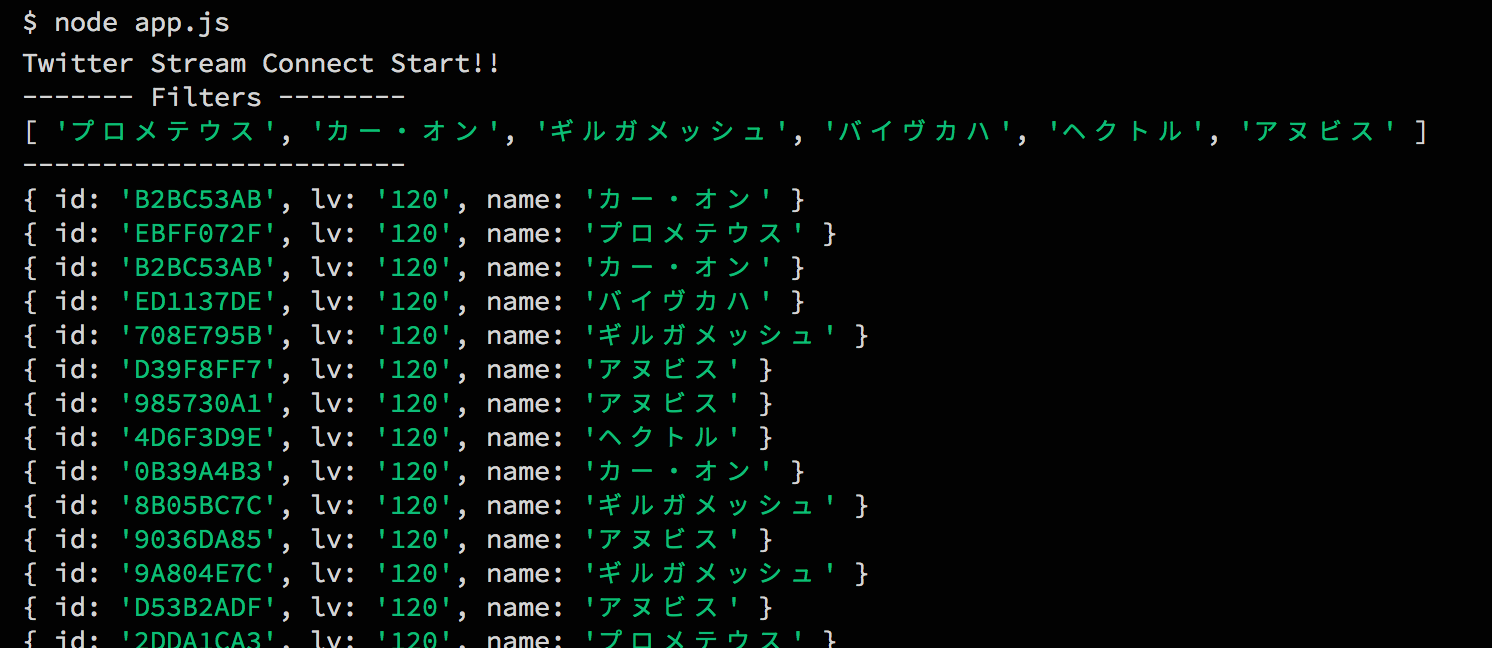 $ node app.js
Twitter Stream Connect Start!!
------- Filters --------
[ 'プロメテウス', 'カー・オン', 'ギルガメッシュ', 'バイヴカハ', 'ヘクトル', 'アヌビス' ]
------------------------
{ id: 'B2BC53AB', lv: '120', name: 'カー・オン' }
{ id: 'EBFF072F', lv: '120', name: 'プロメテウス' }
{ id: 'B2BC53AB', lv: '120', name: 'カー・オン' }
{ id: 'ED1137DE', lv: '120', name: 'バイヴカハ' }
{ id: '708E795B', lv: '120', name: 'ギルガメッシュ' }
{ id: 'D39F8FF7', lv: '120', name: 'アヌビス' }
{ id: '985730A1', lv: '120', name: 'アヌビス' }
{ id: '4D6F3D9E', lv: '120', name: 'ヘクトル' }
{ id: '0B39A4B3', lv: '120', name: 'カー・オン' }
{ id: '8B05BC7C', lv: '120', name: 'ギルガメッシュ' }
{ id: '9036DA85', lv: '120', name: 'アヌビス' }
{ id: '9A804E7C', lv: '120', name: 'ギルガメッシュ' }
{ id: 'D53B2ADF', lv: '120', name: 'アヌビス' }
{ id: '2DDA1CA3', lv: '120', name: 'プロメテウス' }